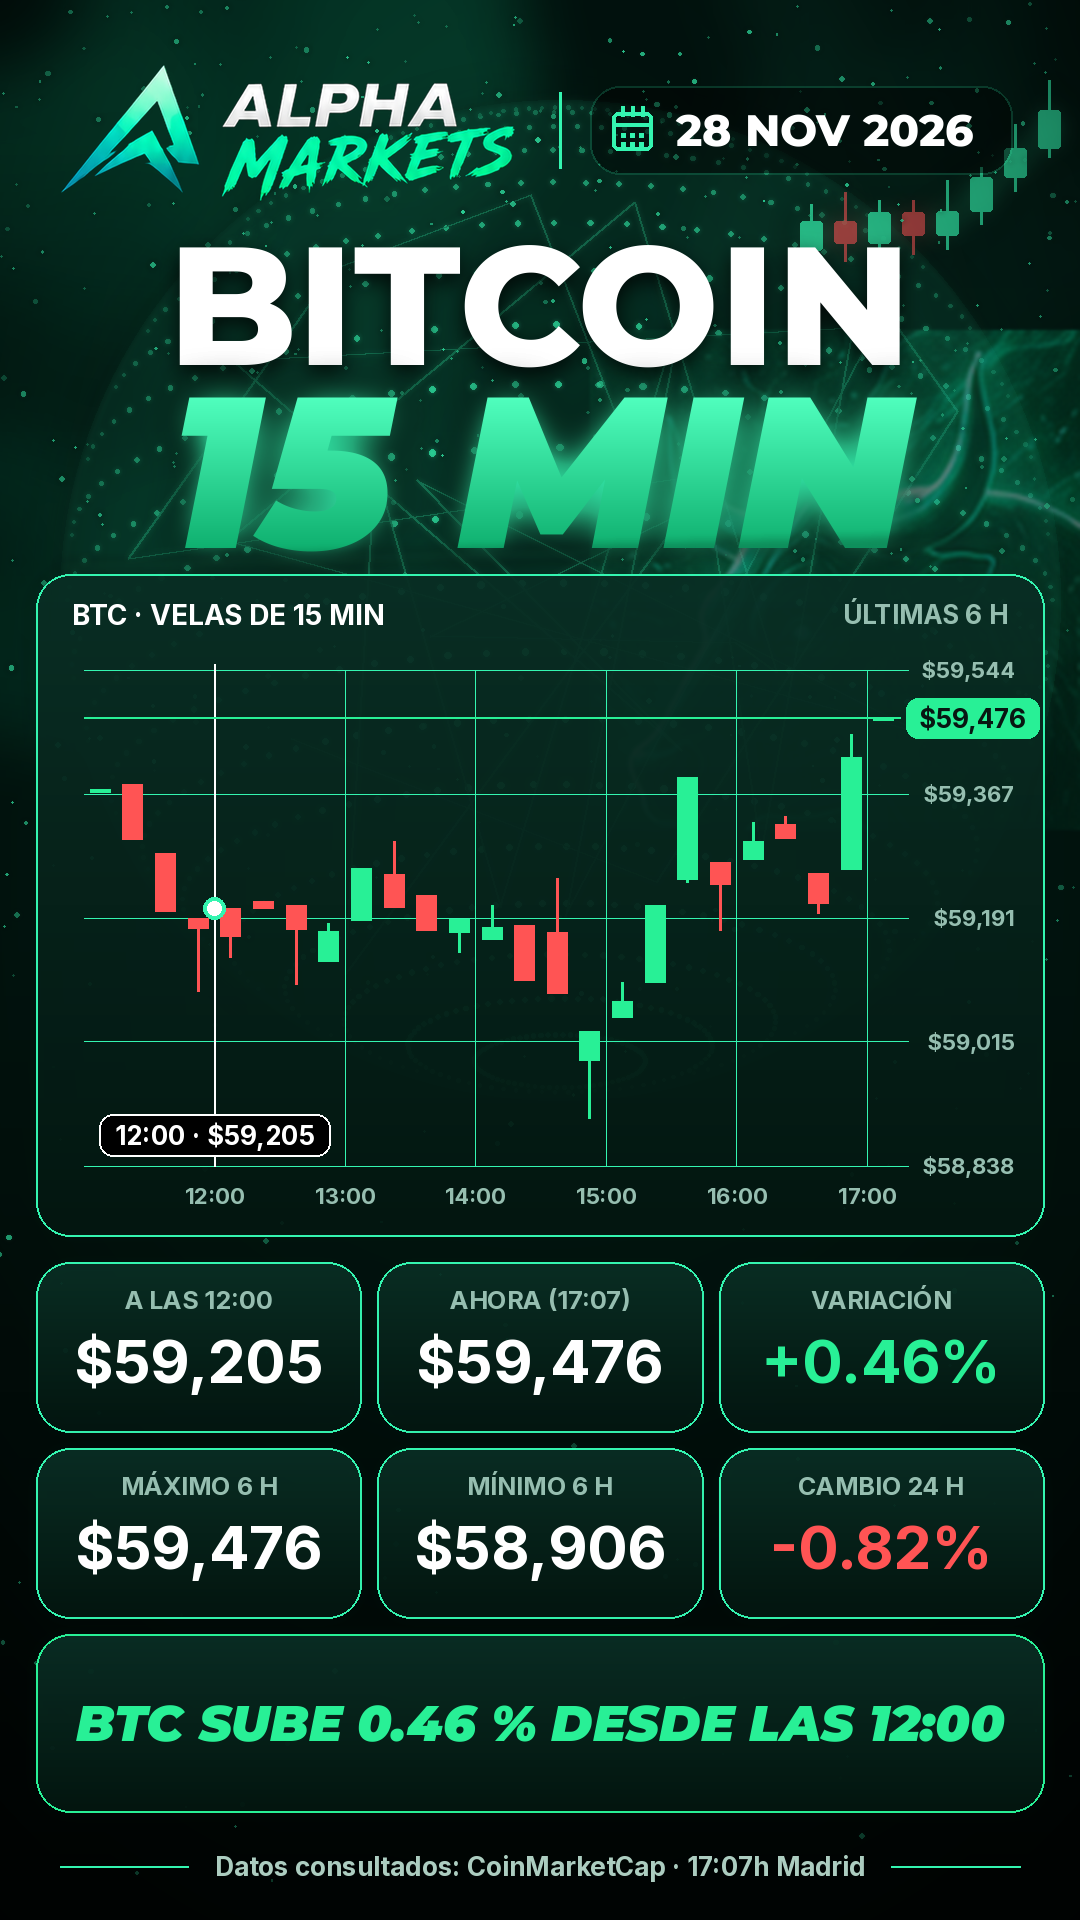 ALPHA
MARKETS
28 NOV 2026
BITCOIN
15 MIN
BTC · VELAS DE 15 MIN
ÚLTIMAS 6 H
$59,544
$59,476
$59,367
$59,191
$59,015
$58,838
12:00 · $59,205
12:00 13:00 14:00 15:00 16:00 17:00
A LAS 12:00
$59,205
AHORA (17:07)
$59,476
VARIACIÓN
+0.46%
MÁXIMO 6 H
$59,476
MÍNIMO 6 H
$58,906
CAMBIO 24 H
-0.82%
BTC SUBE 0.46 % DESDE LAS 12:00
Datos consultados: CoinMarketCap · 17:07h Madrid